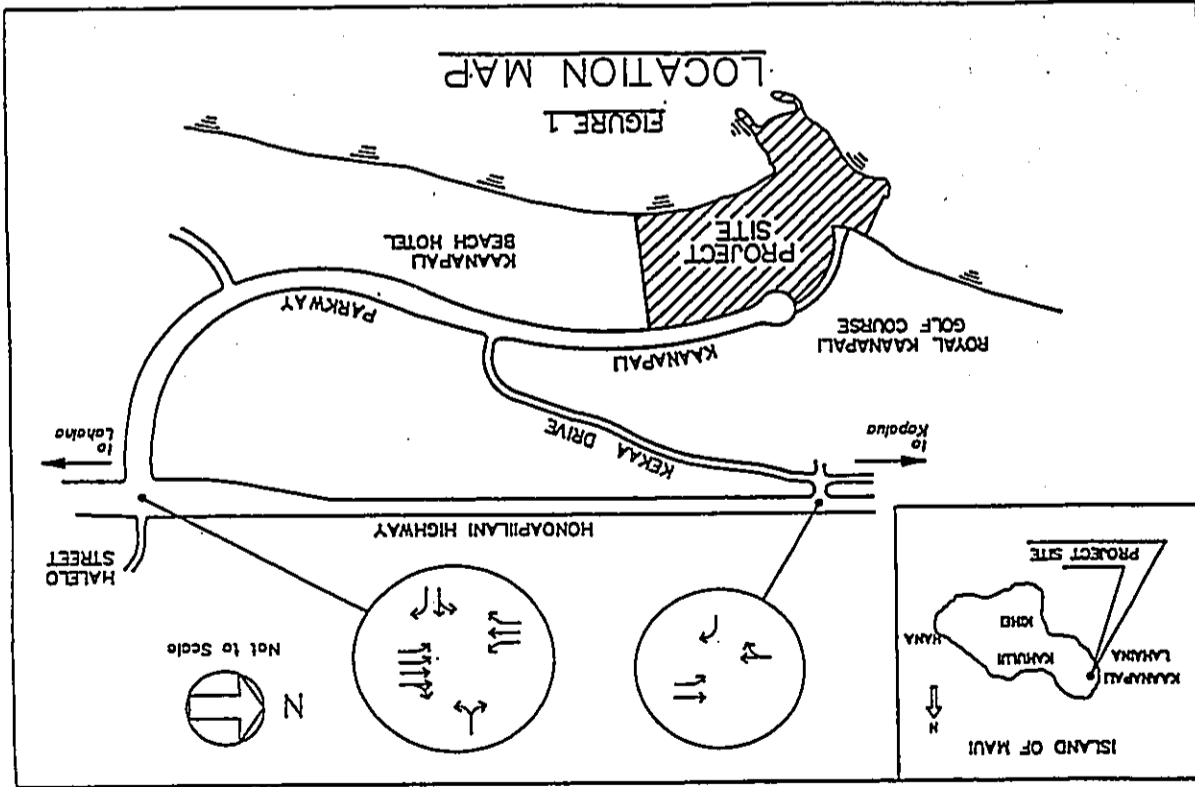 ISLAND OF MAUI
N
KAANAPALI
LAHAINA
KAHULUI
KIHEI
HANA
PROJECT SITE
N
Not to Scale
HALELO
STREET
HONOAPIILANI HIGHWAY
to
Kapalua
to
Lahaina
KEKAA DRIVE
KAANAPALI
PARKWAY
ROYAL KAANAPALI
GOLF COURSE
PROJECT
SITE
KAANAPALI
BEACH HOTEL
FIGURE 1
LOCATION MAP